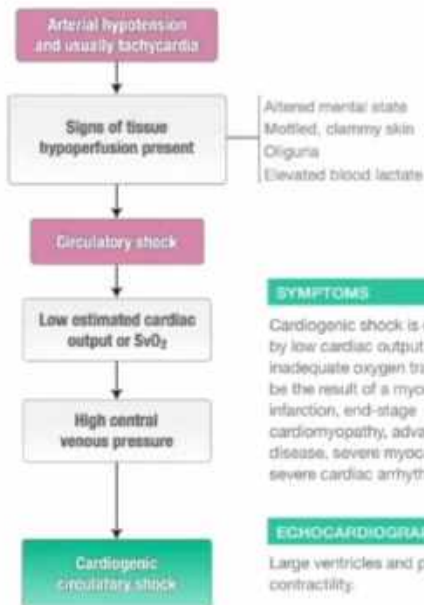 Arterial hypotension
and usually tachycardia
Signs of tissue
hypoperfusion present
Altered mental state
Mottled, clammy skin
Oliguria
Elevated blood lactate
Circulatory shock
Low estimated cardiac
output or SvO₂
High central
venous pressure
Cardiogenic
circulatory shock
SYMPTOMS
Cardiogenic shock is
by low cardiac output
inadequate oxygen
be the result of a
infarction, end-stage
cardiomyopathy,
disease, severe
severe cardiac
Large ventricles and
contractility.